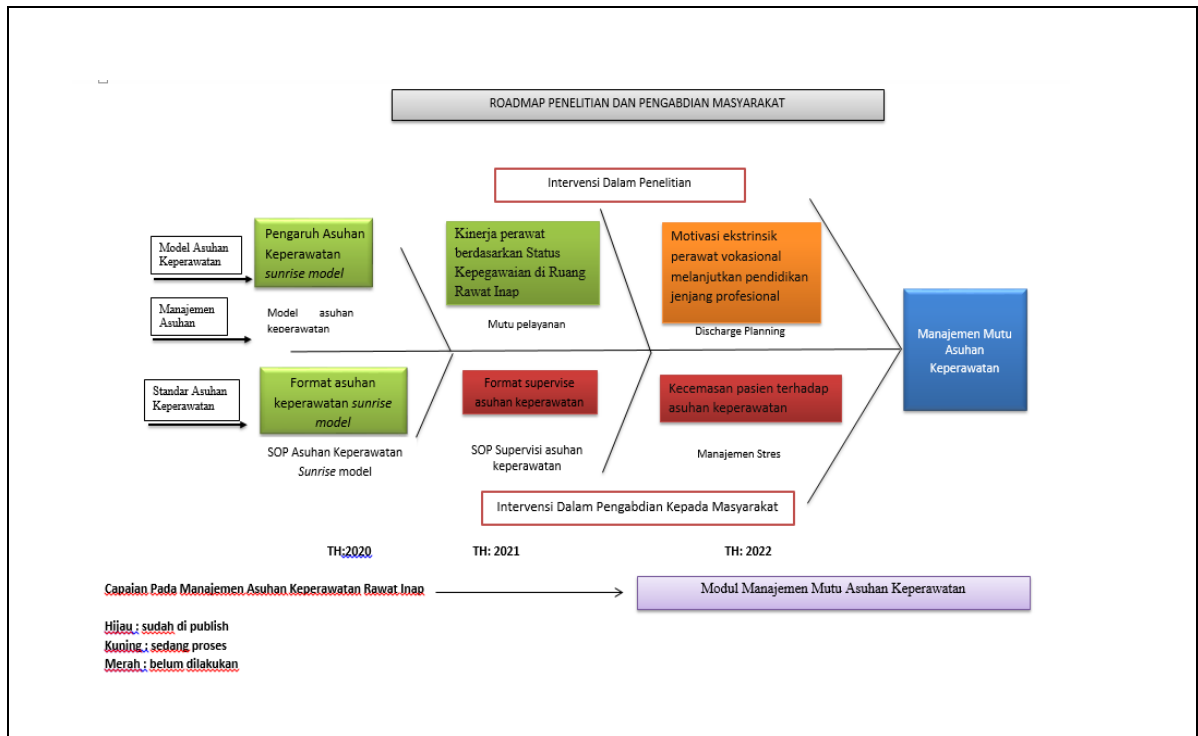 ROADMAP PENELITIAN DAN PENGABDIAN MASYARAKAT
Intervensi Dalam Penelitian
Model Asuhan
Keperawatan
Manajemen
Asuhan
Standar Asuhan
Keperawatan
Pengaruh Asuhan
Keperawatan
sunrise model
Model asuhan
keperawatan
Kinerja perawat
berdasarkan Status
Kepegawaian di Ruang
Rawat Inap
Mutu pelayanan
Motivasi ekstrinsik
perawat vokasional
melanjutkan pendidikan
jenjang profesional
Discharge Planning
Manajemen Mutu
Asuhan
Keperawatan
Format asuhan
keperawatan sunrise
model
SOP Asuhan Keperawatan
Sunrise model
Format supervise
asuhan keperawatan
SOP Supervisi asuhan
keperawatan
Kecemasan pasien terhadap
asuhan keperawatan
Manajemen Stres
Intervensi Dalam Pengabdian Kepada Masyarakat
TH:2020
TH: 2021
TH: 2022
Capaian Pada Manajemen Asuhan Keperawatan Rawat Inap
Modul Manajemen Mutu Asuhan Keperawatan
Hijau : sudah di publish
Kuning : sedang proses
Merah : belum dilakukan